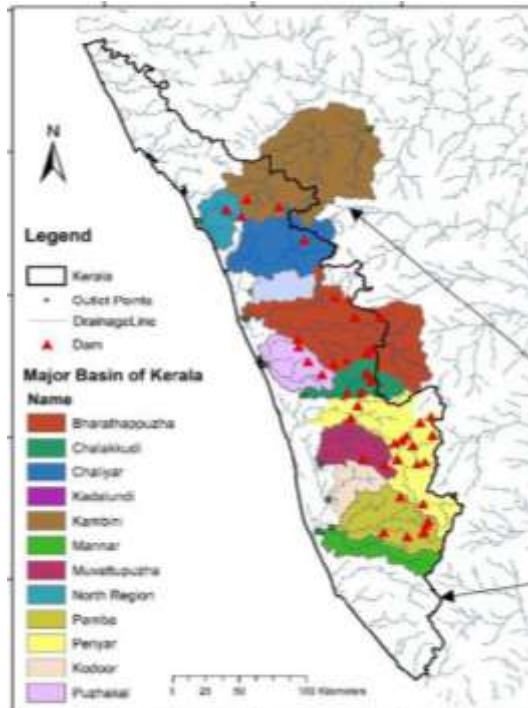 N
Legend
Kerala
Outlet Points
DrainageLine
Dam
Major Basin of Kerala
Name
Bharathappuzha
Chalakkudi
Chaliyar
Kadalundi
Kambini
Mannar
Muvattupuzha
North Region
Pamba
Periyar
Kodoor
Puzhakal
0 25 50 100 Kilometers